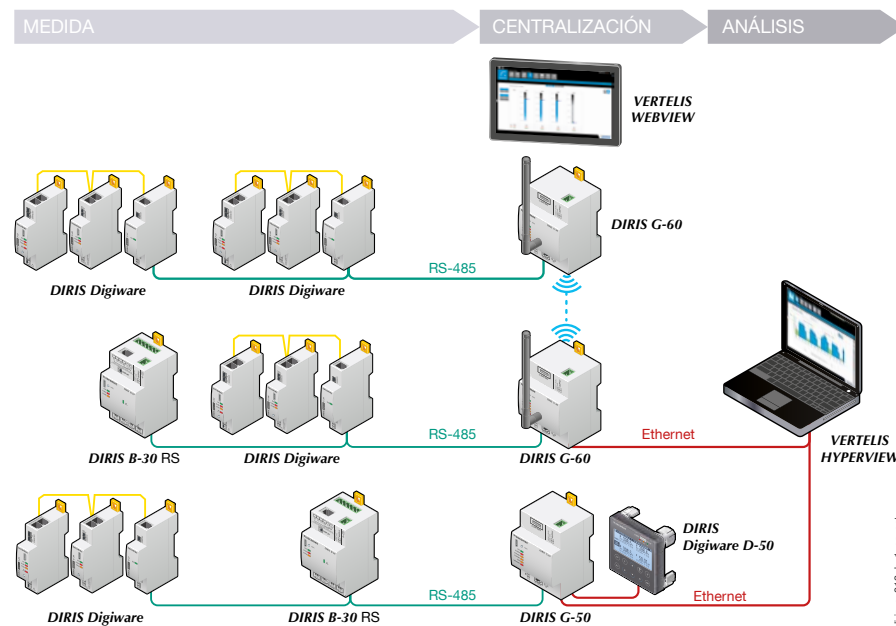 MEDIDA
CENTRALIZACIÓN
ANÁLISIS
VERTELIS
WEBVIEW
DIRIS G-60
DIRIS Digiware
DIRIS Digiware
RS-485
DIRIS B-30 RS
DIRIS Digiware
RS-485
DIRIS G-60
Ethernet
VERTELIS
HYPERVIEW
DIRIS
Digiware D-50
DIRIS Digiware
DIRIS B-30 RS
RS-485
DIRIS G-50
Ethernet